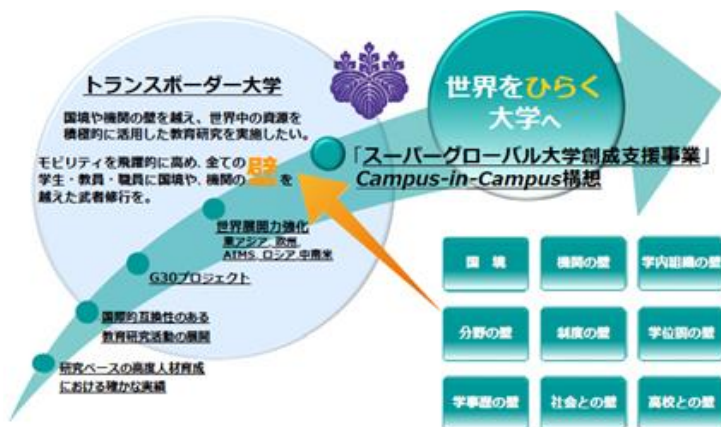 トランスボーダー大学
国境や機関の壁を越え、世界中の資源を
積極的に活用した教育研究を実施したい。
モビリティを飛躍的に高め、全ての
学生・教員・職員に国境や、機関の壁を
越えた武者修行を。
世界をひらく
大学へ
「スーパーグローバル大学創成支援事業」
Campus-in-Campus構想
世界展開力強化
東アジア、欧州、
AIMS、ロシア、中南米
G30プロジェクト
国際的互換性のある
教育研究活動の展開
研究ベースの高度人材育成
における確かな実績
国 境
機関の壁
学内組織の壁
分野の壁
制度の壁
学位観の壁
学事暦の壁
社会との壁
高校との壁